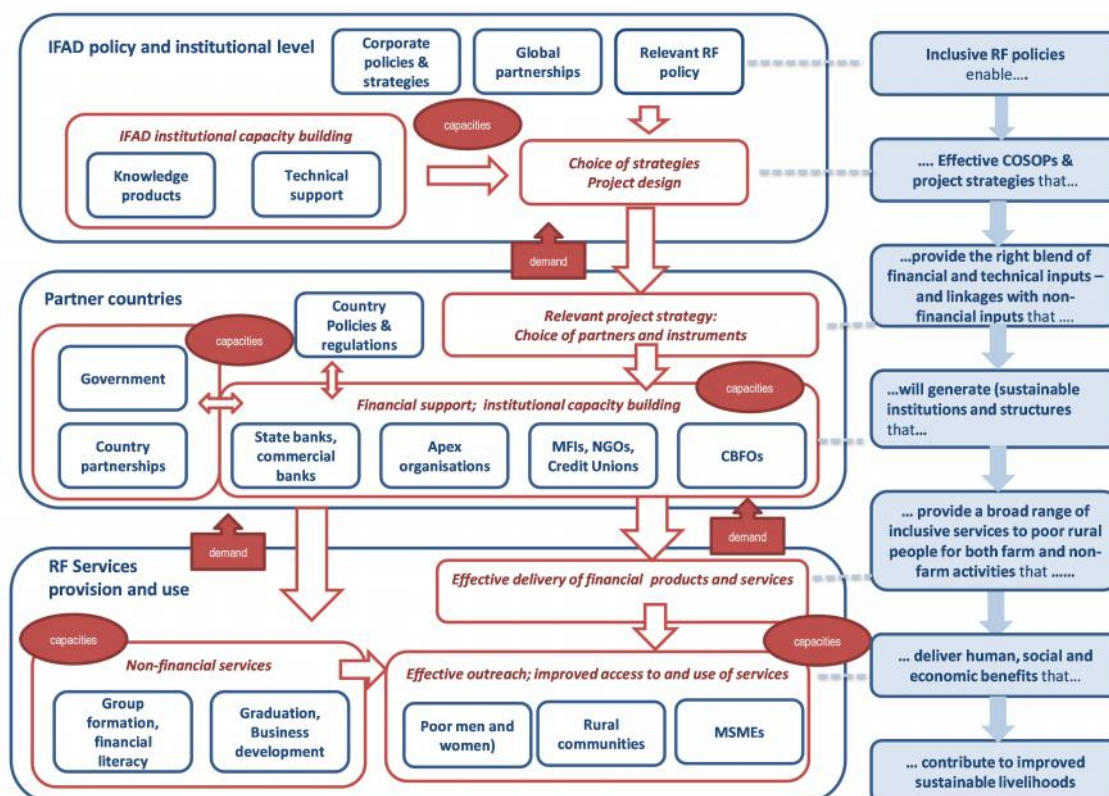 IFAD policy and institutional level
Corporate
policies &
strategies
Global
partnerships
Relevant RF
policy
Inclusive RF policies
enable….
capacities
IFAD institutional capacity building
Knowledge
products
Technical
support
Choice of strategies
Project design
…. Effective COSOPs &
project strategies that…
demand
…provide the right blend of
financial and technical inputs –
and linkages with non-
financial inputs that ….
Partner countries
Country
Policies &
regulations
Relevant project strategy:
Choice of partners and instruments
capacities
Government
Country
partnerships
capacities
Financial support; institutional capacity building
State banks,
commercial
banks
Apex
organisations
MFIs, NGOs,
Credit Unions
CBFOs
…will generate (sustainable
institutions and structures
that…
demand
demand
… provide a broad range of
inclusive services to poor rural
people for both farm and non-
farm activities that ……
RF Services
provision and use
Effective delivery of financial products and services
capacities
capacities
Non-financial services
Group
formation,
financial
literacy
Graduation,
Business
development
Effective outreach; improved access to and use of services
Poor men and
women)
Rural
communities
MSMEs
… deliver human, social and
economic benefits that…
… contribute to improved
sustainable livelihoods